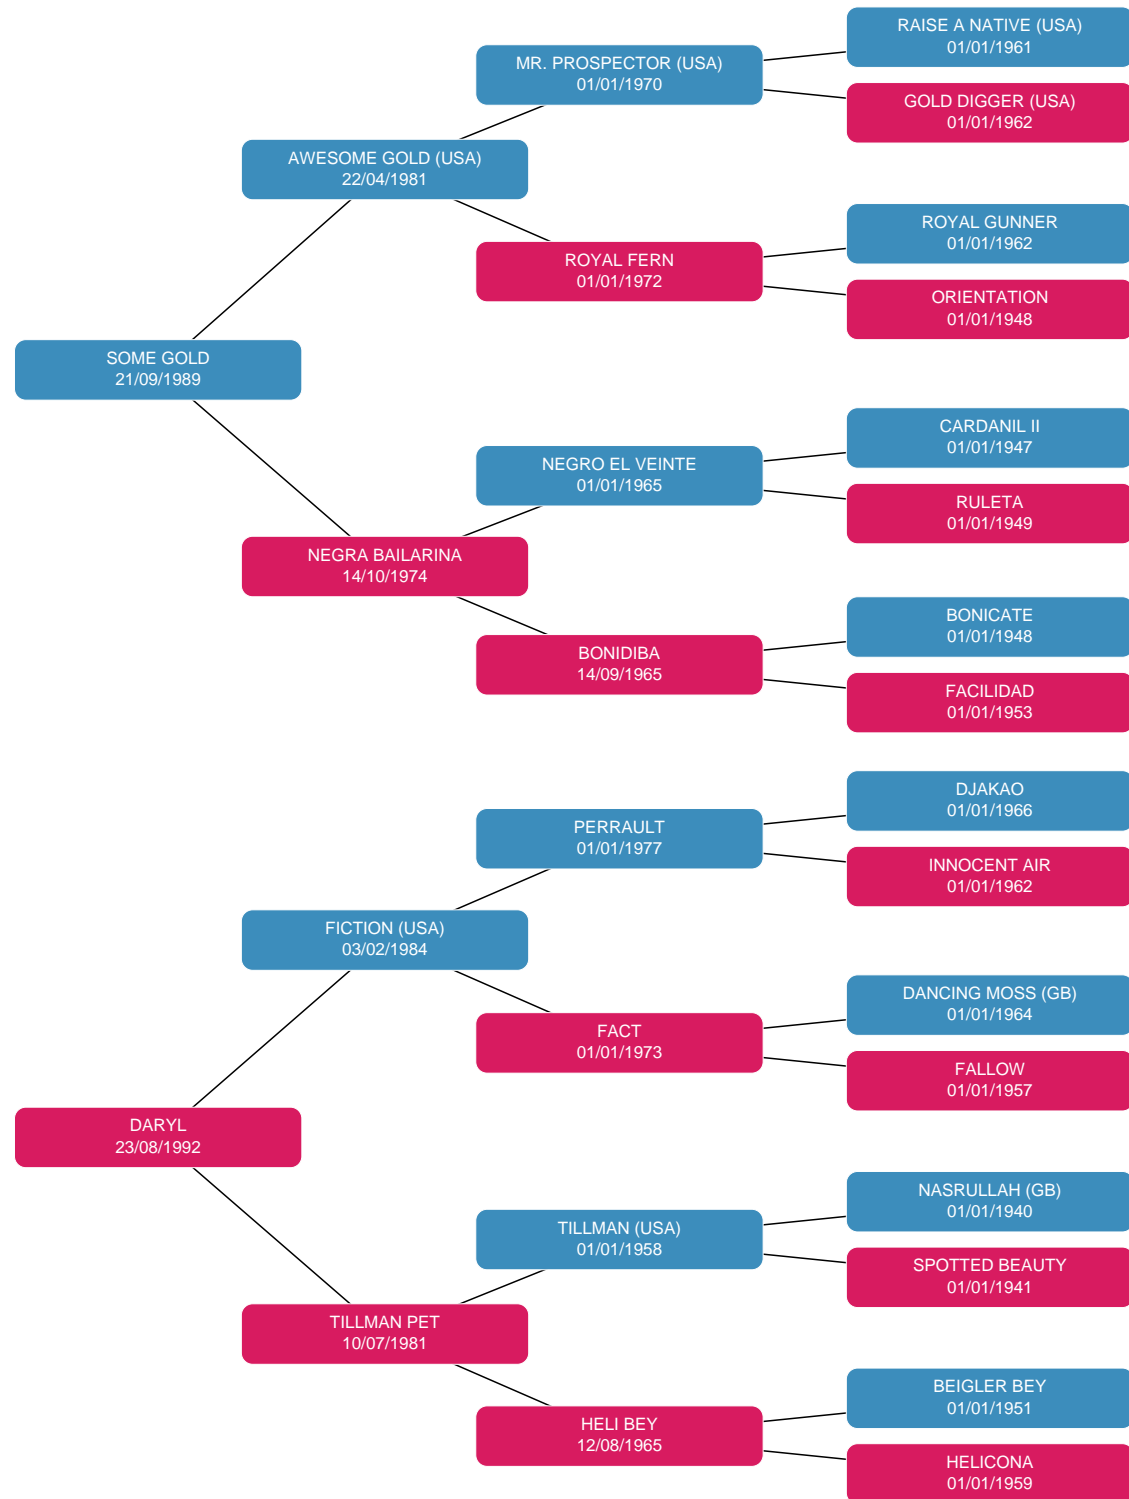 RAISE A NATIVE (USA)
01/01/1961
MR. PROSPECTOR (USA)
01/01/1970
GOLD DIGGER (USA)
01/01/1962
AWESOME GOLD (USA)
22/04/1981
ROYAL GUNNER
01/01/1962
ROYAL FERN
01/01/1972
ORIENTATION
01/01/1948
SOME GOLD
21/09/1989
CARDANIL II
01/01/1947
NEGRO EL VEINTE
01/01/1965
RULETA
01/01/1949
NEGRA BAILARINA
14/10/1974
BONICATE
01/01/1948
BONIDIBA
14/09/1965
FACILIDAD
01/01/1953
DJAKAO
01/01/1966
PERRAULT
01/01/1977
INNOCENT AIR
01/01/1962
FICTION (USA)
03/02/1984
DANCING MOSS (GB)
01/01/1964
FACT
01/01/1973
FALLOW
01/01/1957
DARYL
23/08/1992
NASRULLAH (GB)
01/01/1940
TILLMAN (USA)
01/01/1958
SPOTTED BEAUTY
01/01/1941
TILLMAN PET
10/07/1981
BEIGLER BEY
01/01/1951
HELI BEY
12/08/1965
HELICONA
01/01/1959